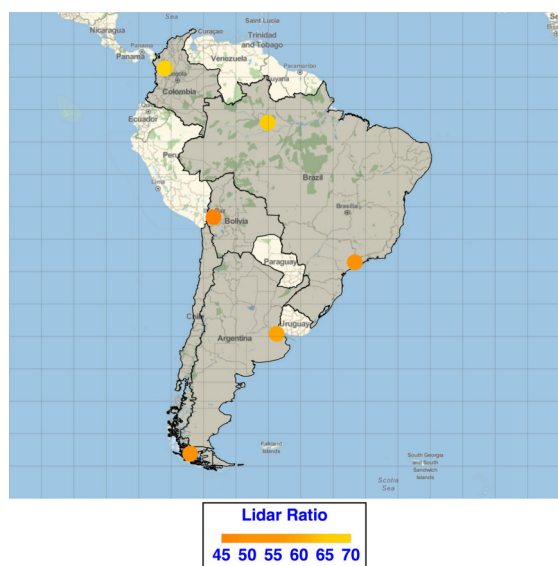 Sea
Nicaragua
Curaçao
Saint Lucia
Trinidad
and Tobago
Panama
Panamá
Venezuela
Paramaribo
Guyana
Colombia
Ecuador
Peru
Lima
Brazil
Brasília
Bolivia
Paraguay
Chile
Uruguay
Argentina
Falkland
Islands
South Georgia
and South
Sandwich
Islands
Scotia
Sea
Lidar Ratio
45 50 55 60 65 70